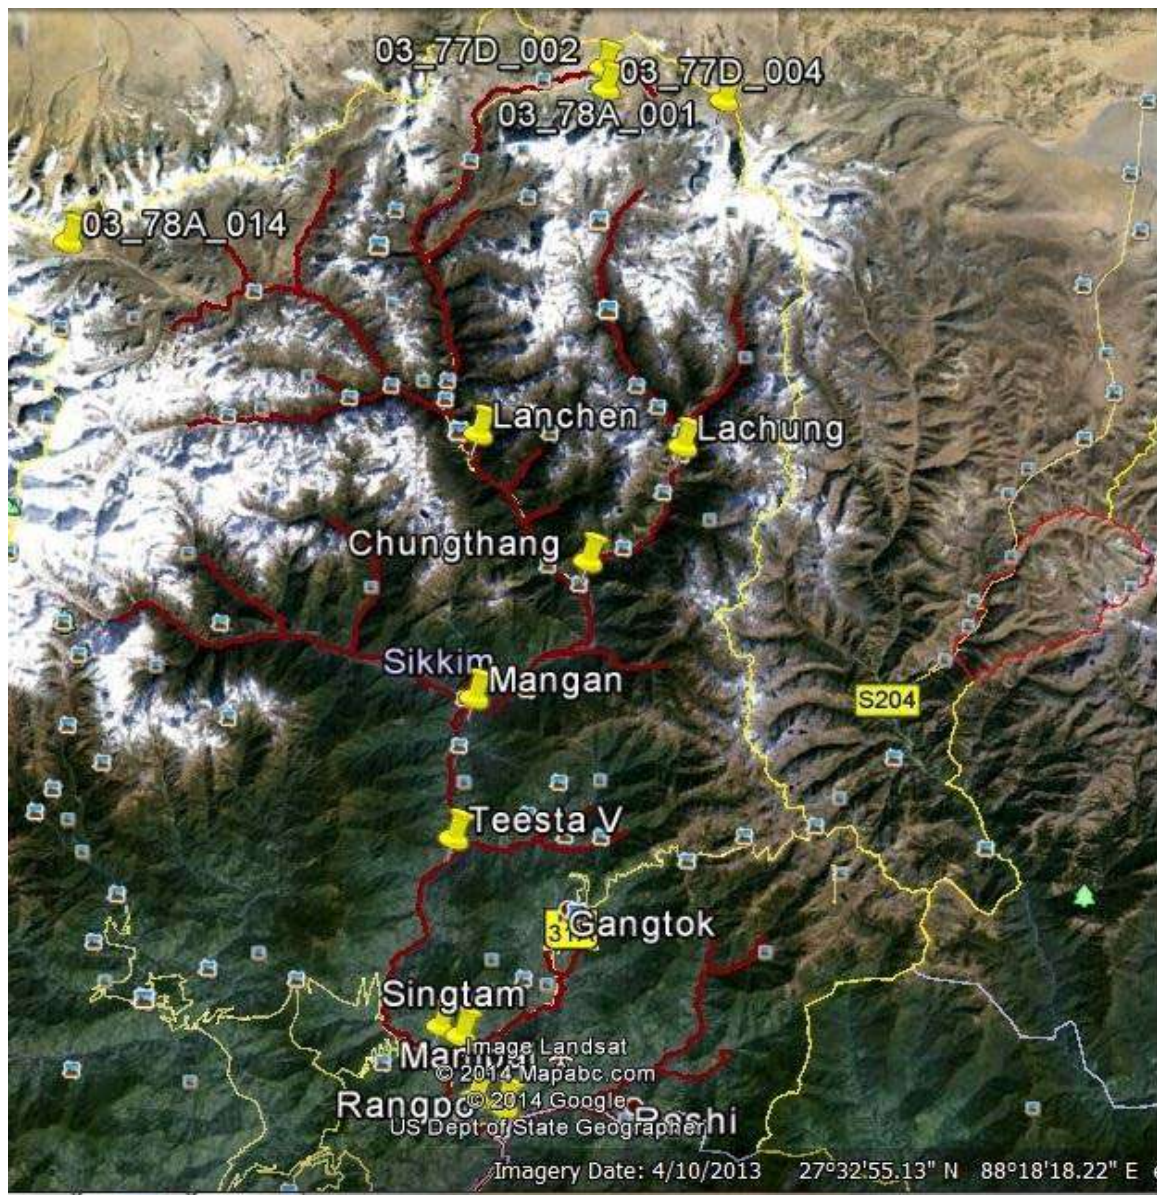 03_77D_002
03_77D_004
03_78A_001
03_78A_014
Lanchen
Lachung
Chungthang
Sikkim
Mangan
S204
Teesta V
Gangtok
Singtam
Image Landsat
© 2014 Mapabc.com
© 2014 Google
Rangpo
US Dept of State Geographer
Imagery Date: 4/10/2013 27°32'55.13" N 88°18'18.22" E